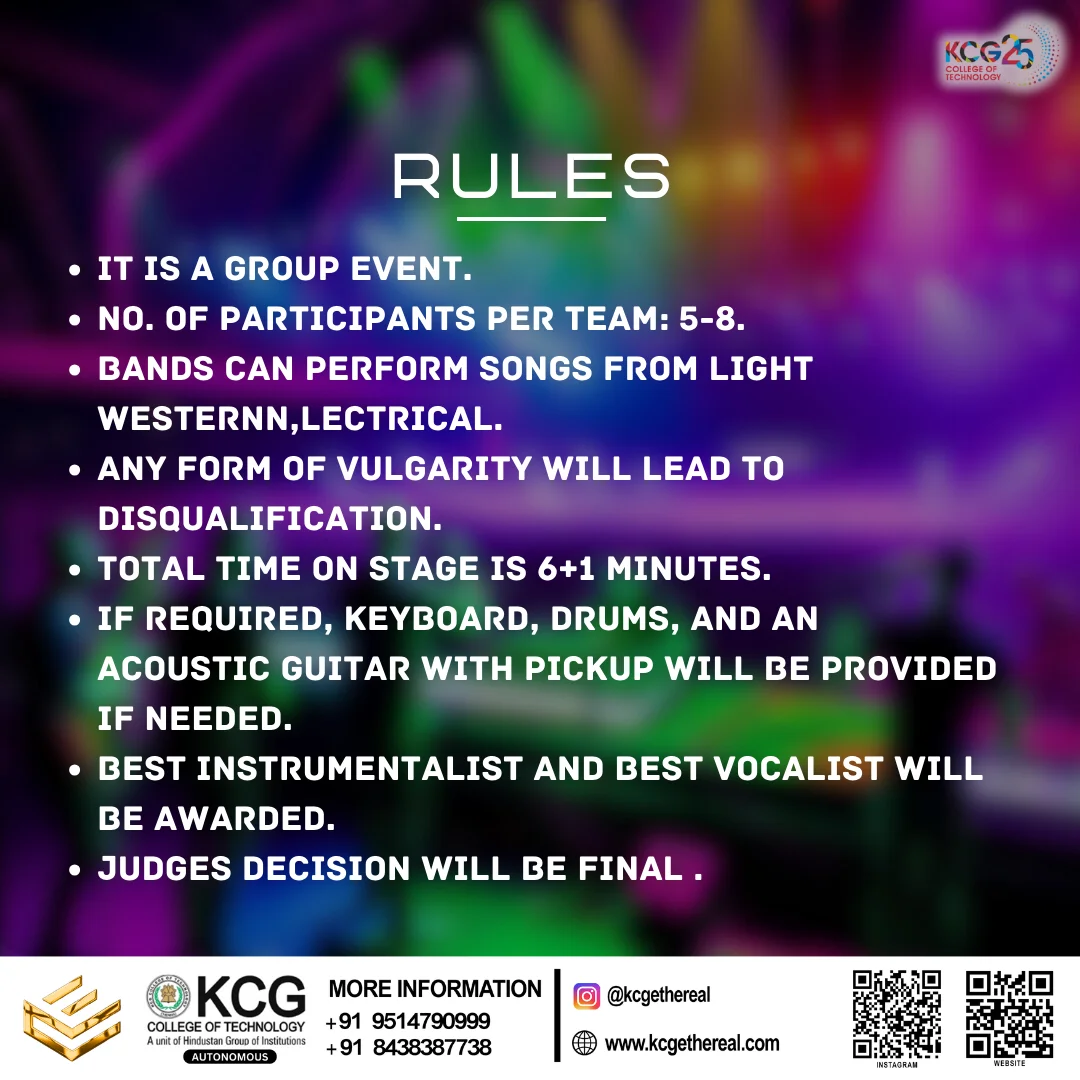 KCG25
COLLEGE OF
TECHNOLOGY
RULES
• IT IS A GROUP EVENT.
• NO. OF PARTICIPANTS PER TEAM: 5-8.
• BANDS CAN PERFORM SONGS FROM LIGHT
WESTERNN,LECTRICAL.
• ANY FORM OF VULGARITY WILL LEAD TO
DISQUALIFICATION.
• TOTAL TIME ON STAGE IS 6+1 MINUTES.
• IF REQUIRED, KEYBOARD, DRUMS, AND AN
ACOUSTIC GUITAR WITH PICKUP WILL BE PROVIDED
IF NEEDED.
• BEST INSTRUMENTALIST AND BEST VOCALIST WILL
BE AWARDED.
• JUDGES DECISION WILL BE FINAL .
KCG
COLLEGE OF TECHNOLOGY
A unit of Hindustan Group of Institutions
AUTONOMOUS
MORE INFORMATION
+91 9514790999
+91 8438387738
@kcgethereal
www.kcgethereal.com
INSTAGRAM
WEBSITE